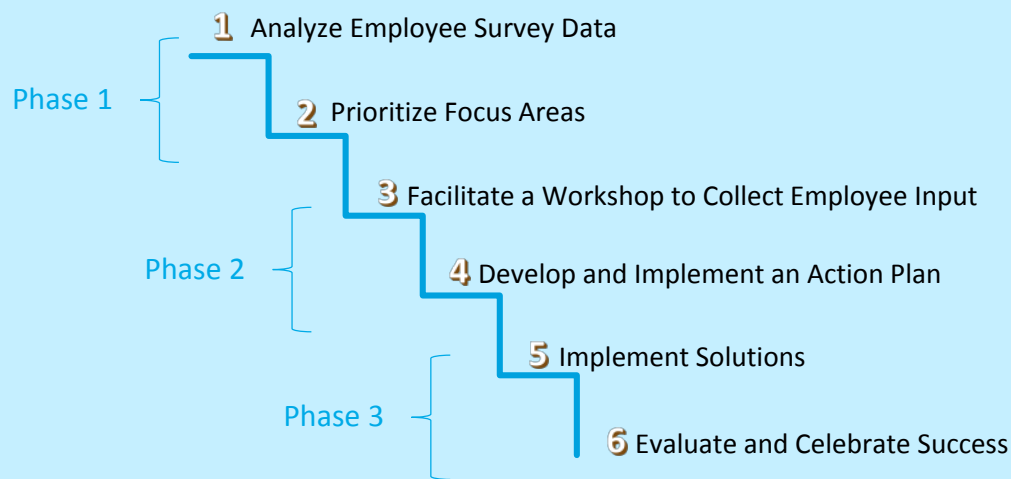 1 Analyze Employee Survey Data
Phase 1
2 Prioritize Focus Areas
3 Facilitate a Workshop to Collect Employee Input
Phase 2
4 Develop and Implement an Action Plan
5 Implement Solutions
Phase 3
6 Evaluate and Celebrate Success